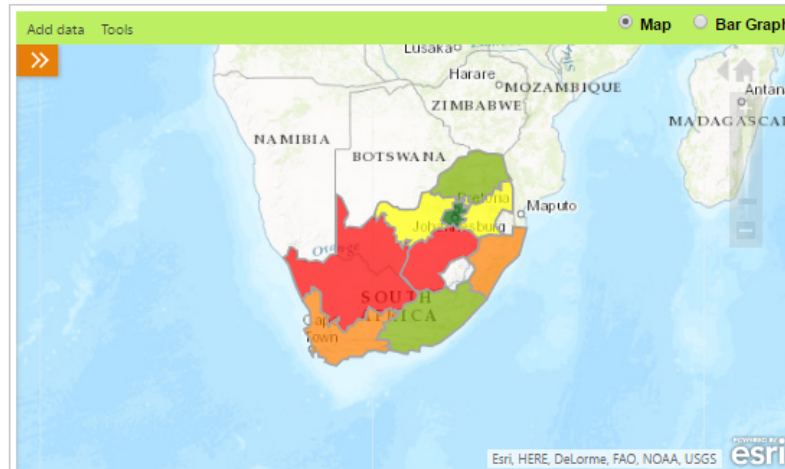 Add data Tools Map Bar Graph
Lusaka
Harare
MOZAMBIQUE
ZIMBABWE
Antan
MADAGASCAR
NAMIBIA
BOTSWANA
Pretoria
Maputo
Johannesburg
Orange
SOUTH
AFRICA
Cape
Town
Esri, HERE, DeLorme, FAO, NOAA, USGS
POWERED BY
esri